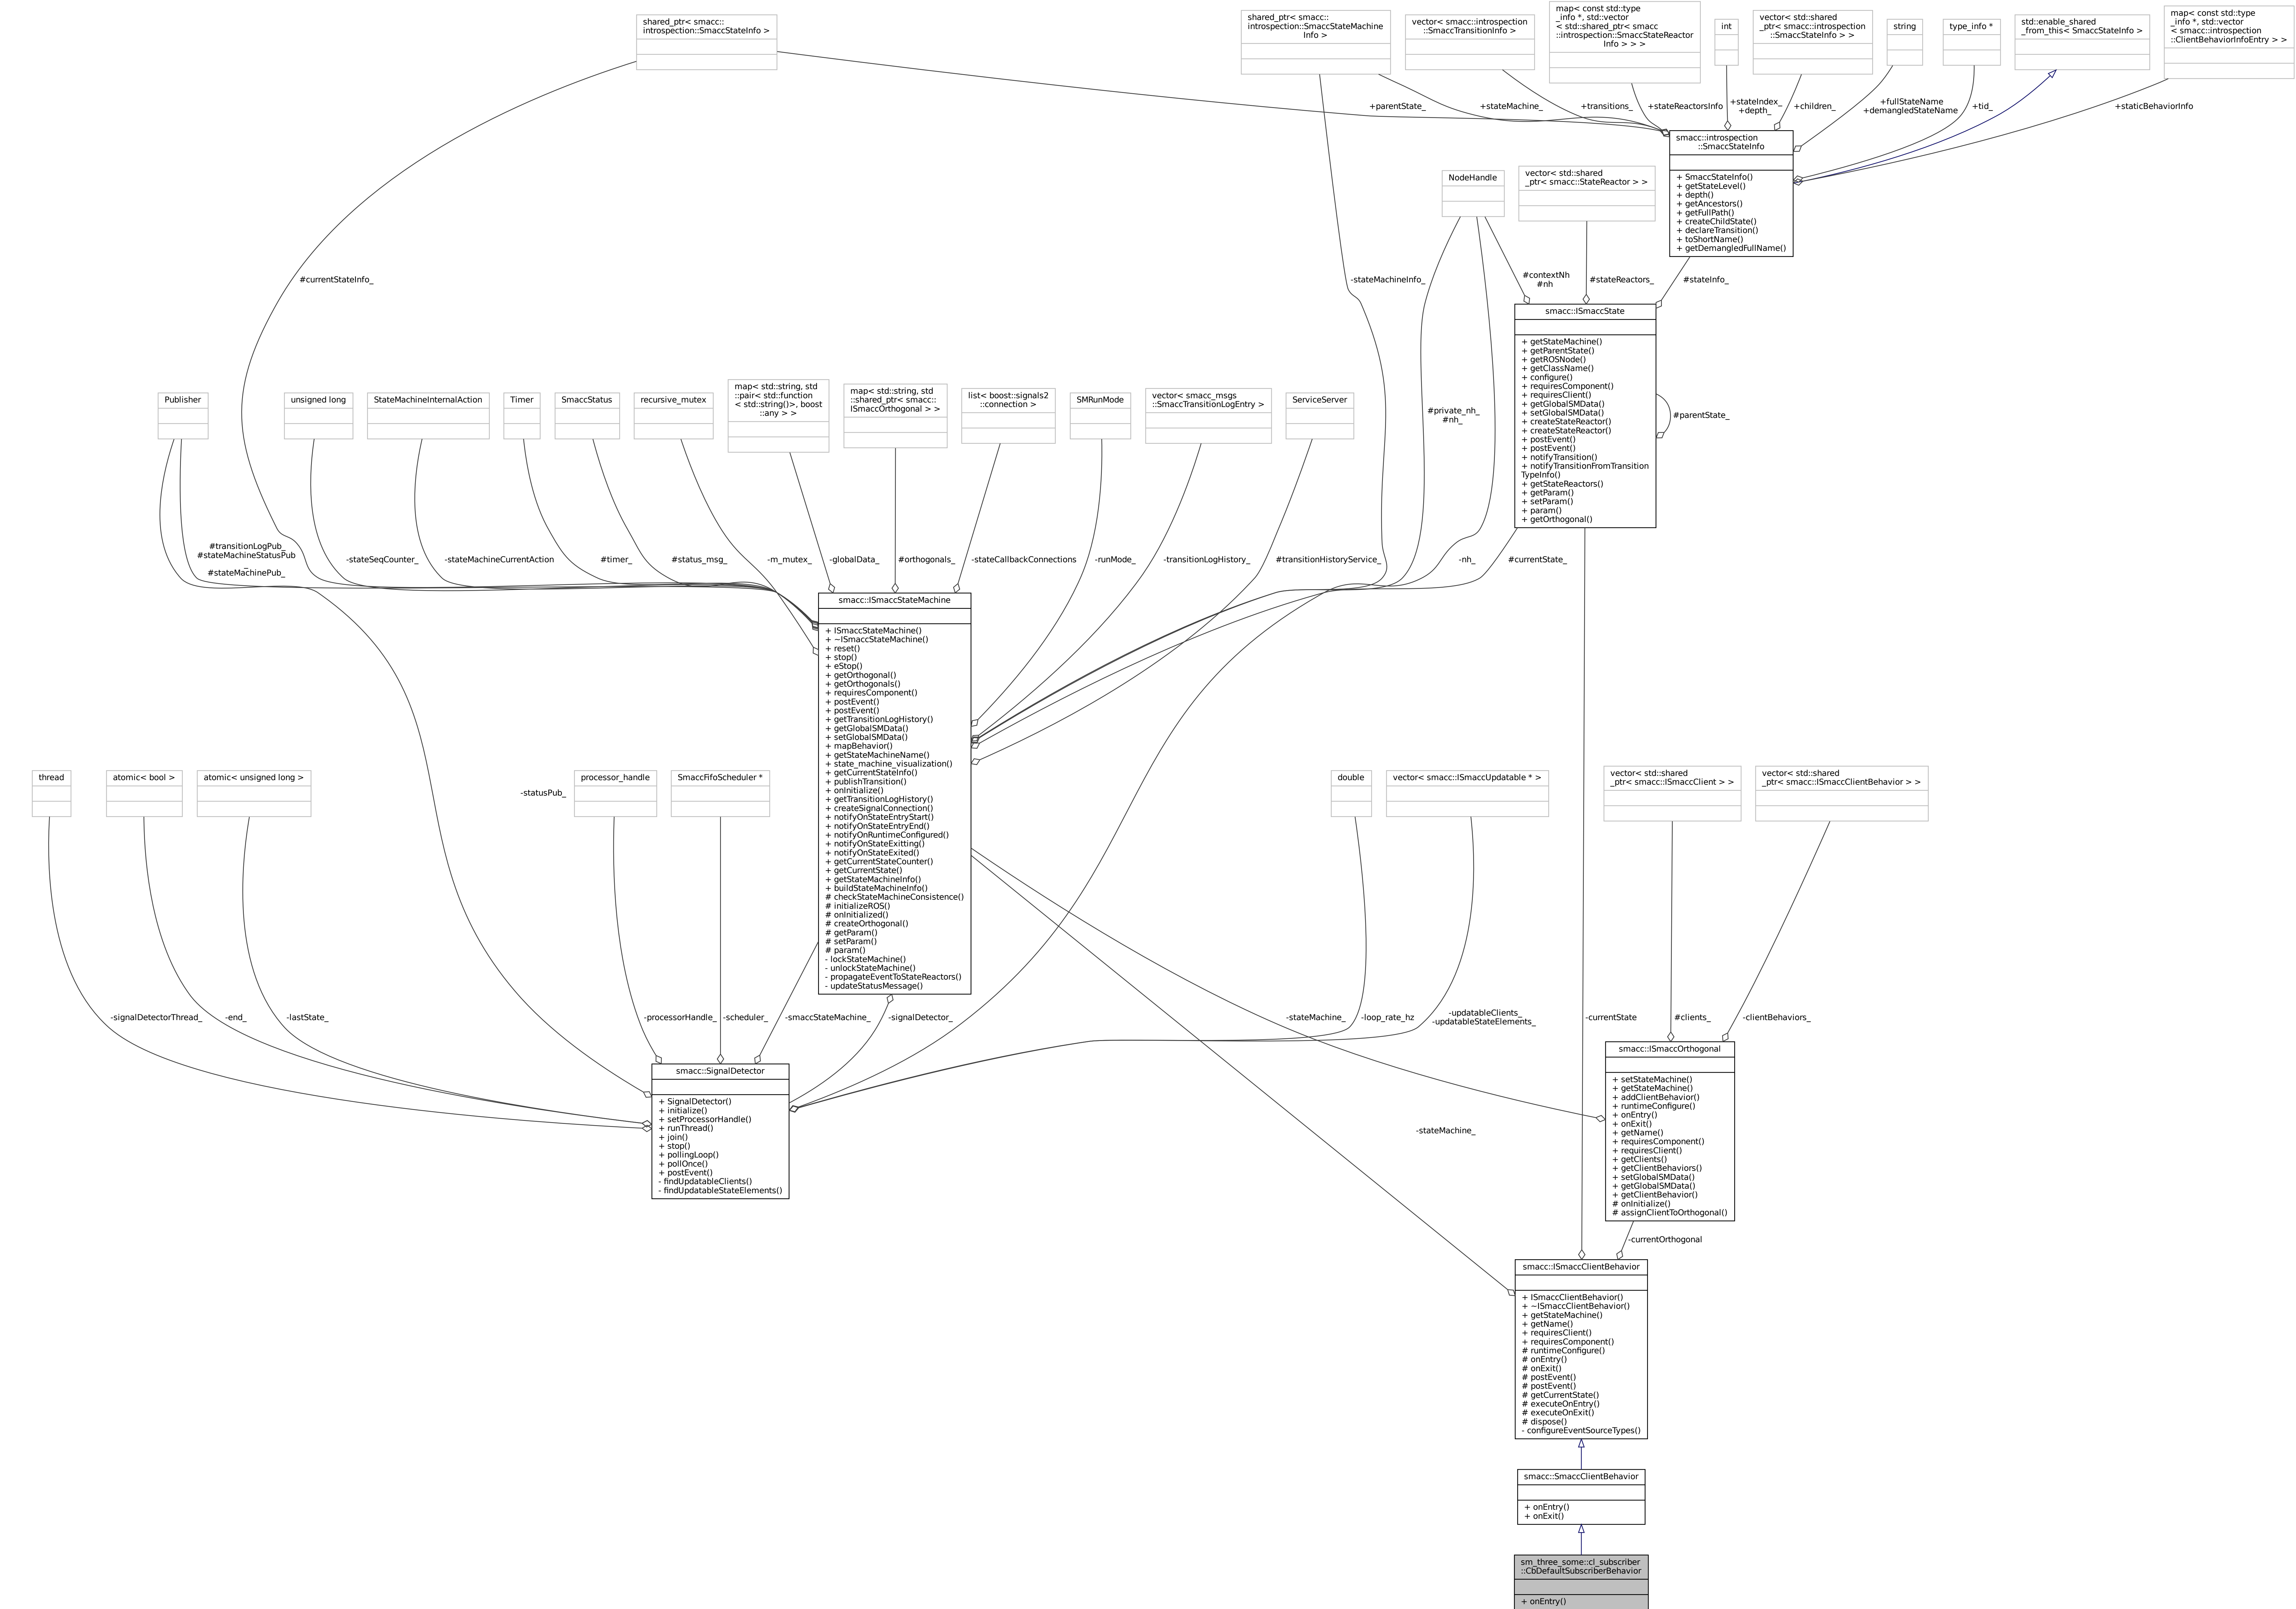 shared_ptr< smacc::
introspection::SmaccStateInfo >
shared_ptr< smacc::
introspection::SmaccStateMachine
Info >
vector< smacc::introspection
::SmaccTransitionInfo >
map< const std::type
_info *, std::vector
< std::shared_ptr< smacc
::introspection::SmaccStateReactor
Info > > >
int
vector< std::shared
_ptr< smacc::introspection
::SmaccStateInfo > >
string
type_info *
std::enable_shared
_from_this< SmaccStateInfo >
map< const std::type
_info *, std::vector
< smacc::introspection
::ClientBehaviorInfoEntry > >
+parentState_
+stateMachine_
+transitions_
+stateReactorsInfo
+stateIndex_
+depth_
+children_
+fullStateName
+demangledStateName
+tid_
+staticBehaviorInfo
smacc::introspection
::SmaccStateInfo
+ SmaccStateInfo()
+ getStateLevel()
+ depth()
+ getAncestors()
+ getFullPath()
+ createChildState()
+ declareTransition()
+ toShortName()
+ getDemangledFullName()
NodeHandle
vector< std::shared
_ptr< smacc::StateReactor > >
#currentStateInfo_
-stateMachineInfo_
#contextNh
#nh
#stateReactors_
#stateInfo_
smacc::ISmaccState
+ getStateMachine()
+ getParentState()
+ getROSNode()
+ getClassName()
+ configure()
+ requiresComponent()
+ requiresClient()
+ getGlobalSMData()
+ setGlobalSMData()
+ createStateReactor()
+ createStateReactor()
+ postEvent()
+ postEvent()
+ notifyTransition()
+ notifyTransitionFromTransition
TypeInfo()
+ getStateReactors()
+ getParam()
+ setParam()
+ param()
+ getOrthogonal()
#parentState_
Publisher
unsigned long
StateMachineInternalAction
Timer
SmaccStatus
recursive_mutex
map< std::string, std
::pair< std::function
< std::string()>, boost
::any > >
map< std::string, std
::shared_ptr< smacc::
ISmaccOrthogonal > >
list< boost::signals2
::connection >
SMRunMode
vector< smacc_msgs
::SmaccTransitionLogEntry >
ServiceServer
#private_nh_
#nh_
#transitionLogPub_
#stateMachineStatusPub
_
#stateMachinePub_
-stateSeqCounter_
-stateMachineCurrentAction
#timer_
#status_msg_
-m_mutex_
-globalData_
#orthogonals_
-stateCallbackConnections
-runMode_
-transitionLogHistory_
#transitionHistoryService_
-nh_
#currentState_
smacc::ISmaccStateMachine
+ ISmaccStateMachine()
+ ~ISmaccStateMachine()
+ reset()
+ stop()
+ eStop()
+ getOrthogonal()
+ getOrthogonals()
+ requiresComponent()
+ postEvent()
+ postEvent()
+ getTransitionLogHistory()
+ getGlobalSMData()
+ setGlobalSMData()
+ mapBehavior()
+ getStateMachineName()
+ state_machine_visualization()
+ getCurrentStateInfo()
+ publishTransition()
+ onInitialize()
+ getTransitionLogHistory()
+ createSignalConnection()
+ notifyOnStateEntryStart()
+ notifyOnStateEntryEnd()
+ notifyOnRuntimeConfigured()
+ notifyOnStateExitting()
+ notifyOnStateExited()
+ getCurrentStateCounter()
+ getCurrentState()
+ getStateMachineInfo()
+ buildStateMachineInfo()
# checkStateMachineConsistence()
# initializeROS()
# onInitialized()
# createOrthogonal()
# getParam()
# setParam()
# param()
- lockStateMachine()
- unlockStateMachine()
- propagateEventToStateReactors()
- updateStatusMessage()
thread
atomic< bool >
atomic< unsigned long >
-statusPub_
processor_handle
SmaccFifoScheduler *
double
vector< smacc::ISmaccUpdatable * >
vector< std::shared
_ptr< smacc::ISmaccClient > >
vector< std::shared
_ptr< smacc::ISmaccClientBehavior > >
-signalDetectorThread_
-end_
-lastState_
-processorHandle_
-scheduler_
-smaccStateMachine_
-signalDetector_
-stateMachine_
-loop_rate_hz
-updatableClients_
-updatableStateElements_
-currentState
#clients_
-clientBehaviors_
smacc::SignalDetector
+ SignalDetector()
+ initialize()
+ setProcessorHandle()
+ runThread()
+ join()
+ stop()
+ pollingLoop()
+ pollOnce()
+ postEvent()
- findUpdatableClients()
- findUpdatableStateElements()
smacc::ISmaccOrthogonal
+ setStateMachine()
+ getStateMachine()
+ addClientBehavior()
+ runtimeConfigure()
+ onEntry()
+ onExit()
+ getName()
+ requiresComponent()
+ requiresClient()
+ getClients()
+ getClientBehaviors()
+ setGlobalSMData()
+ getGlobalSMData()
+ getClientBehavior()
# onInitialize()
# assignClientToOrthogonal()
-stateMachine_
-currentOrthogonal
smacc::ISmaccClientBehavior
+ ISmaccClientBehavior()
+ ~ISmaccClientBehavior()
+ getStateMachine()
+ getName()
+ requiresClient()
+ requiresComponent()
# runtimeConfigure()
# onEntry()
# onExit()
# postEvent()
# postEvent()
# getCurrentState()
# executeOnEntry()
# executeOnExit()
# dispose()
- configureEventSourceTypes()
smacc::SmaccClientBehavior
+ onEntry()
+ onExit()
sm_three_some::cl_subscriber
::CbDefaultSubscriberBehavior
+ onEntry()